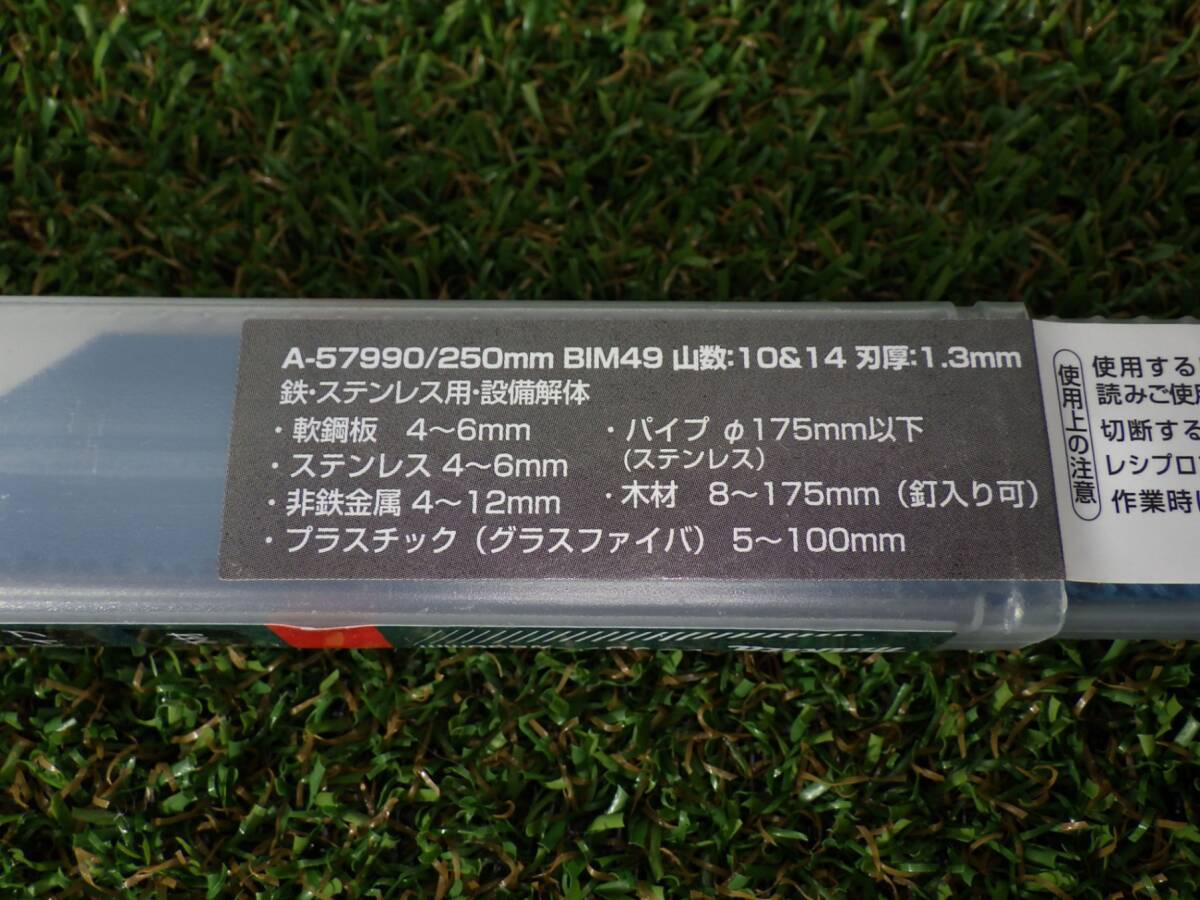 A-57990/250mm BIM49 山数:10&14 刃厚:1.3mm
鉄・ステンレス用・設備解体
・軟鋼板 4～6mm
・ステンレス 4～6mm
・非鉄金属 4～12mm
・パイプ φ175mm以下
(ステンレス)
・木材 8～175mm（釘入り可）
・プラスチック（グラスファイバ） 5～100mm
使用上の注意
使用する
読みご使
切断する
レシプロ
作業時